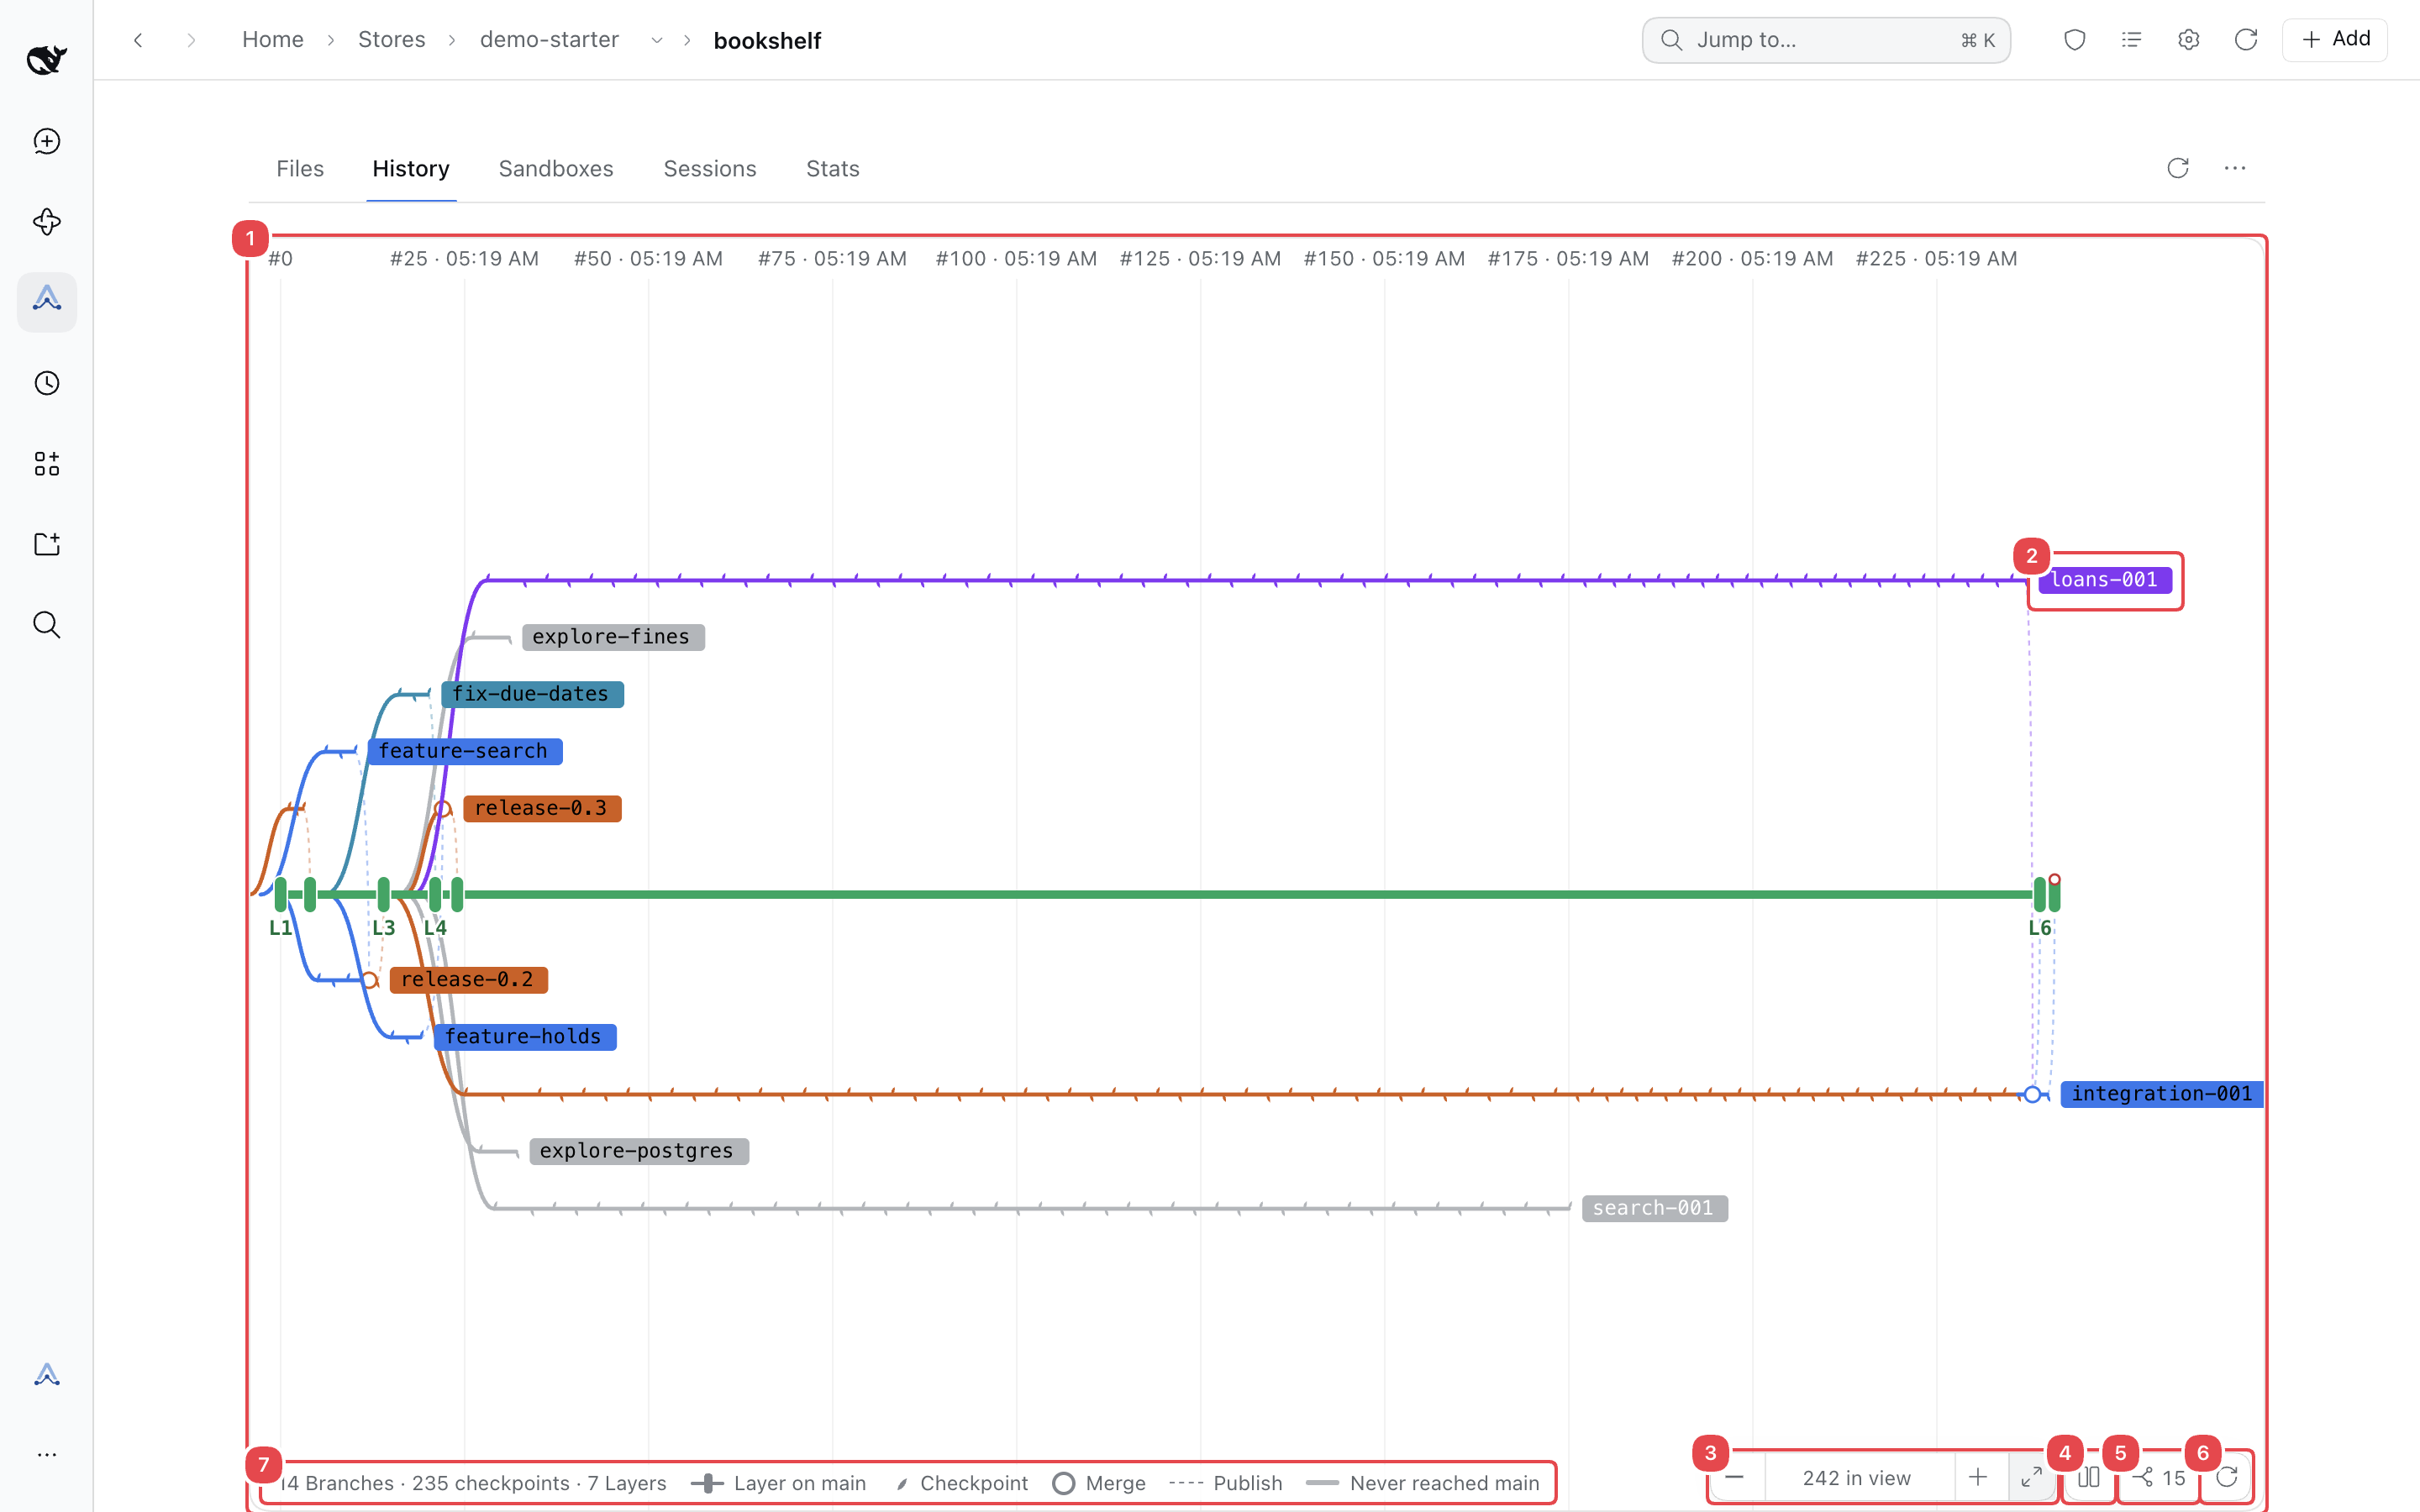 Home › Stores › demo-starter › bookshelf
Jump to... ⌘ K
+ Add
Files History Sandboxes Sessions Stats
1
#0 #25 · 05:19 AM #50 · 05:19 AM #75 · 05:19 AM #100 · 05:19 AM #125 · 05:19 AM #150 · 05:19 AM #175 · 05:19 AM #200 · 05:19 AM #225 · 05:19 AM
2
loans-001
explore-fines
fix-due-dates
feature-search
release-0.3
L1 L3 L4 L6
release-0.2
feature-holds
integration-001
explore-postgres
search-001
3 4 5 6
7
14 Branches · 235 checkpoints · 7 Layers Layer on main Checkpoint Merge Publish Never reached main
242 in view + 15